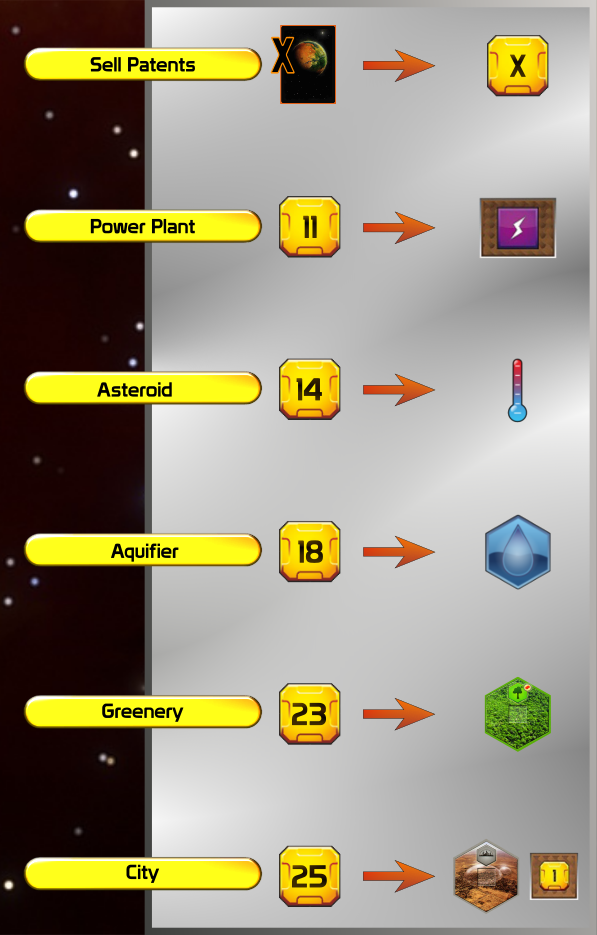 Sell Patents X X
Power Plant 11
Asteroid 14
Aquifier 18
Greenery 23
City 25 1